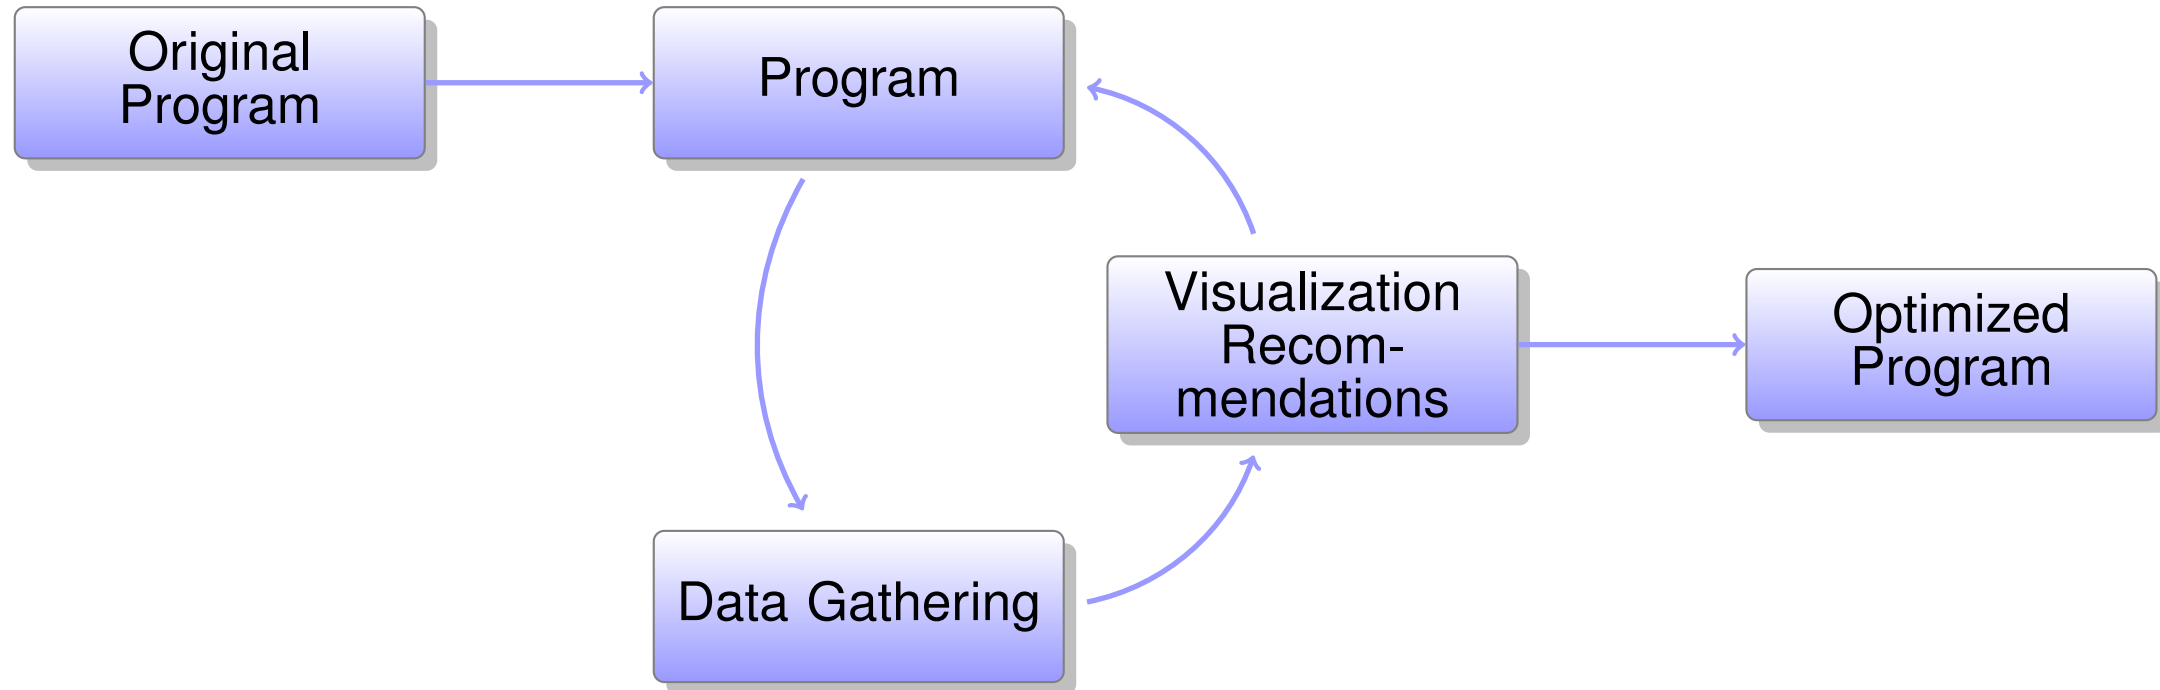 Original
Program
Program
Visualization
Recom-
mendations
Optimized
Program
Data Gathering